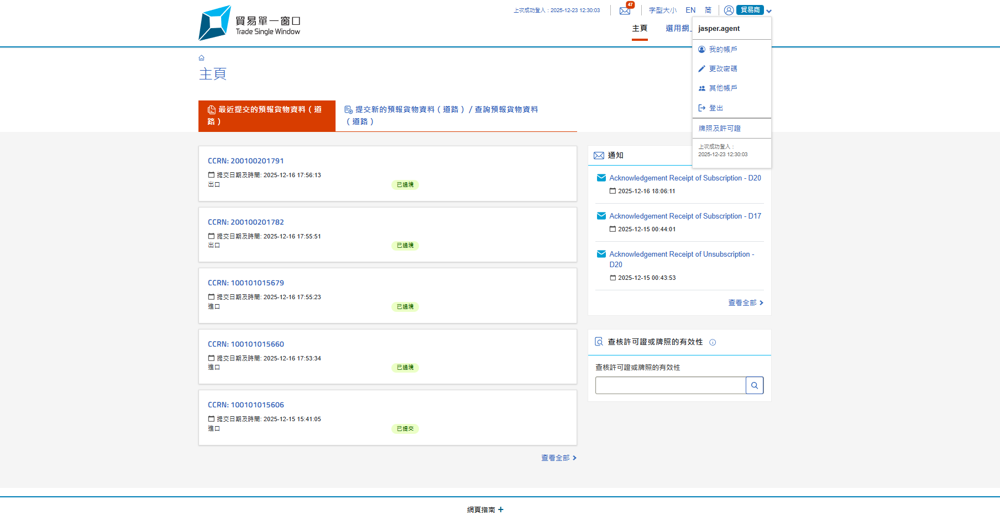 貿易單一窗口
Trade Single Window
上次成功登入 : 2025-12-23 12:30:03
47
字型大小
EN
简
貿易商
主頁
選用網
jasper.agent
我的帳戶
更改密碼
其他帳戶
登出
牌照及許可證
上次成功登入 :
2025-12-23 12:30:03
主頁
最近提交的預報貨物資料（道
路）
提交新的預報貨物資料（道路）/ 查詢預報貨物資料
（道路）
CCRN: 200100201791
提交日期及時間: 2025-12-16 17:56:13
出口
已過境
CCRN: 200100201782
提交日期及時間: 2025-12-16 17:55:51
出口
已過境
CCRN: 100101015679
提交日期及時間: 2025-12-16 17:55:23
進口
已過境
CCRN: 100101015660
提交日期及時間: 2025-12-16 17:53:34
進口
已過境
CCRN: 100101015606
提交日期及時間: 2025-12-15 15:41:05
進口
已提交
查看全部
通知
Acknowledgement Receipt of Subscription - D20
2025-12-16 18:06:11
Acknowledgement Receipt of Subscription - D17
2025-12-15 00:44:01
Acknowledgement Receipt of Unsubscription -
D20
2025-12-15 00:43:53
查看全部
查核許可證或牌照的有效性
查核許可證或牌照的有效性
網頁指南 +